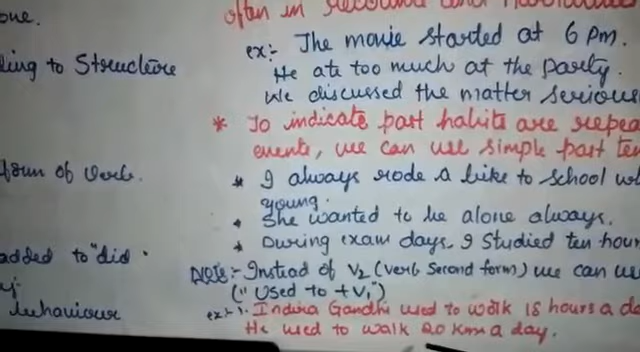 one.
often in
ex:- The movie started at 6 pm.
ding to Structure
He ate too much at the party.
We discussed the matter serious
* To indicate past habits are repea
events, we can use simple past ten
form of verb.
* I always rode a bike to school w
young.
* She wanted to be alone always.
* During exam days, I studied ten hour
added to "did"
Note:- Instead of V2 (verb second form) we can us
("Used to + V1")
behaviour
ex:- 1. Indira Gandhi used to work 18 hours a da
He used to walk 20 km a day.